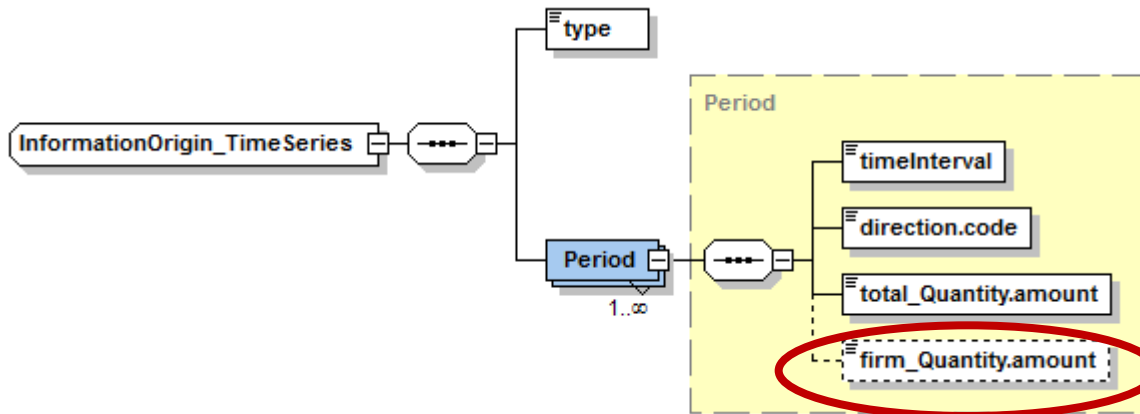 type
Period
InformationOrigin_TimeSeries
timeInterval
direction.code
Period
total_Quantity.amount
1..∞
firm_Quantity.amount